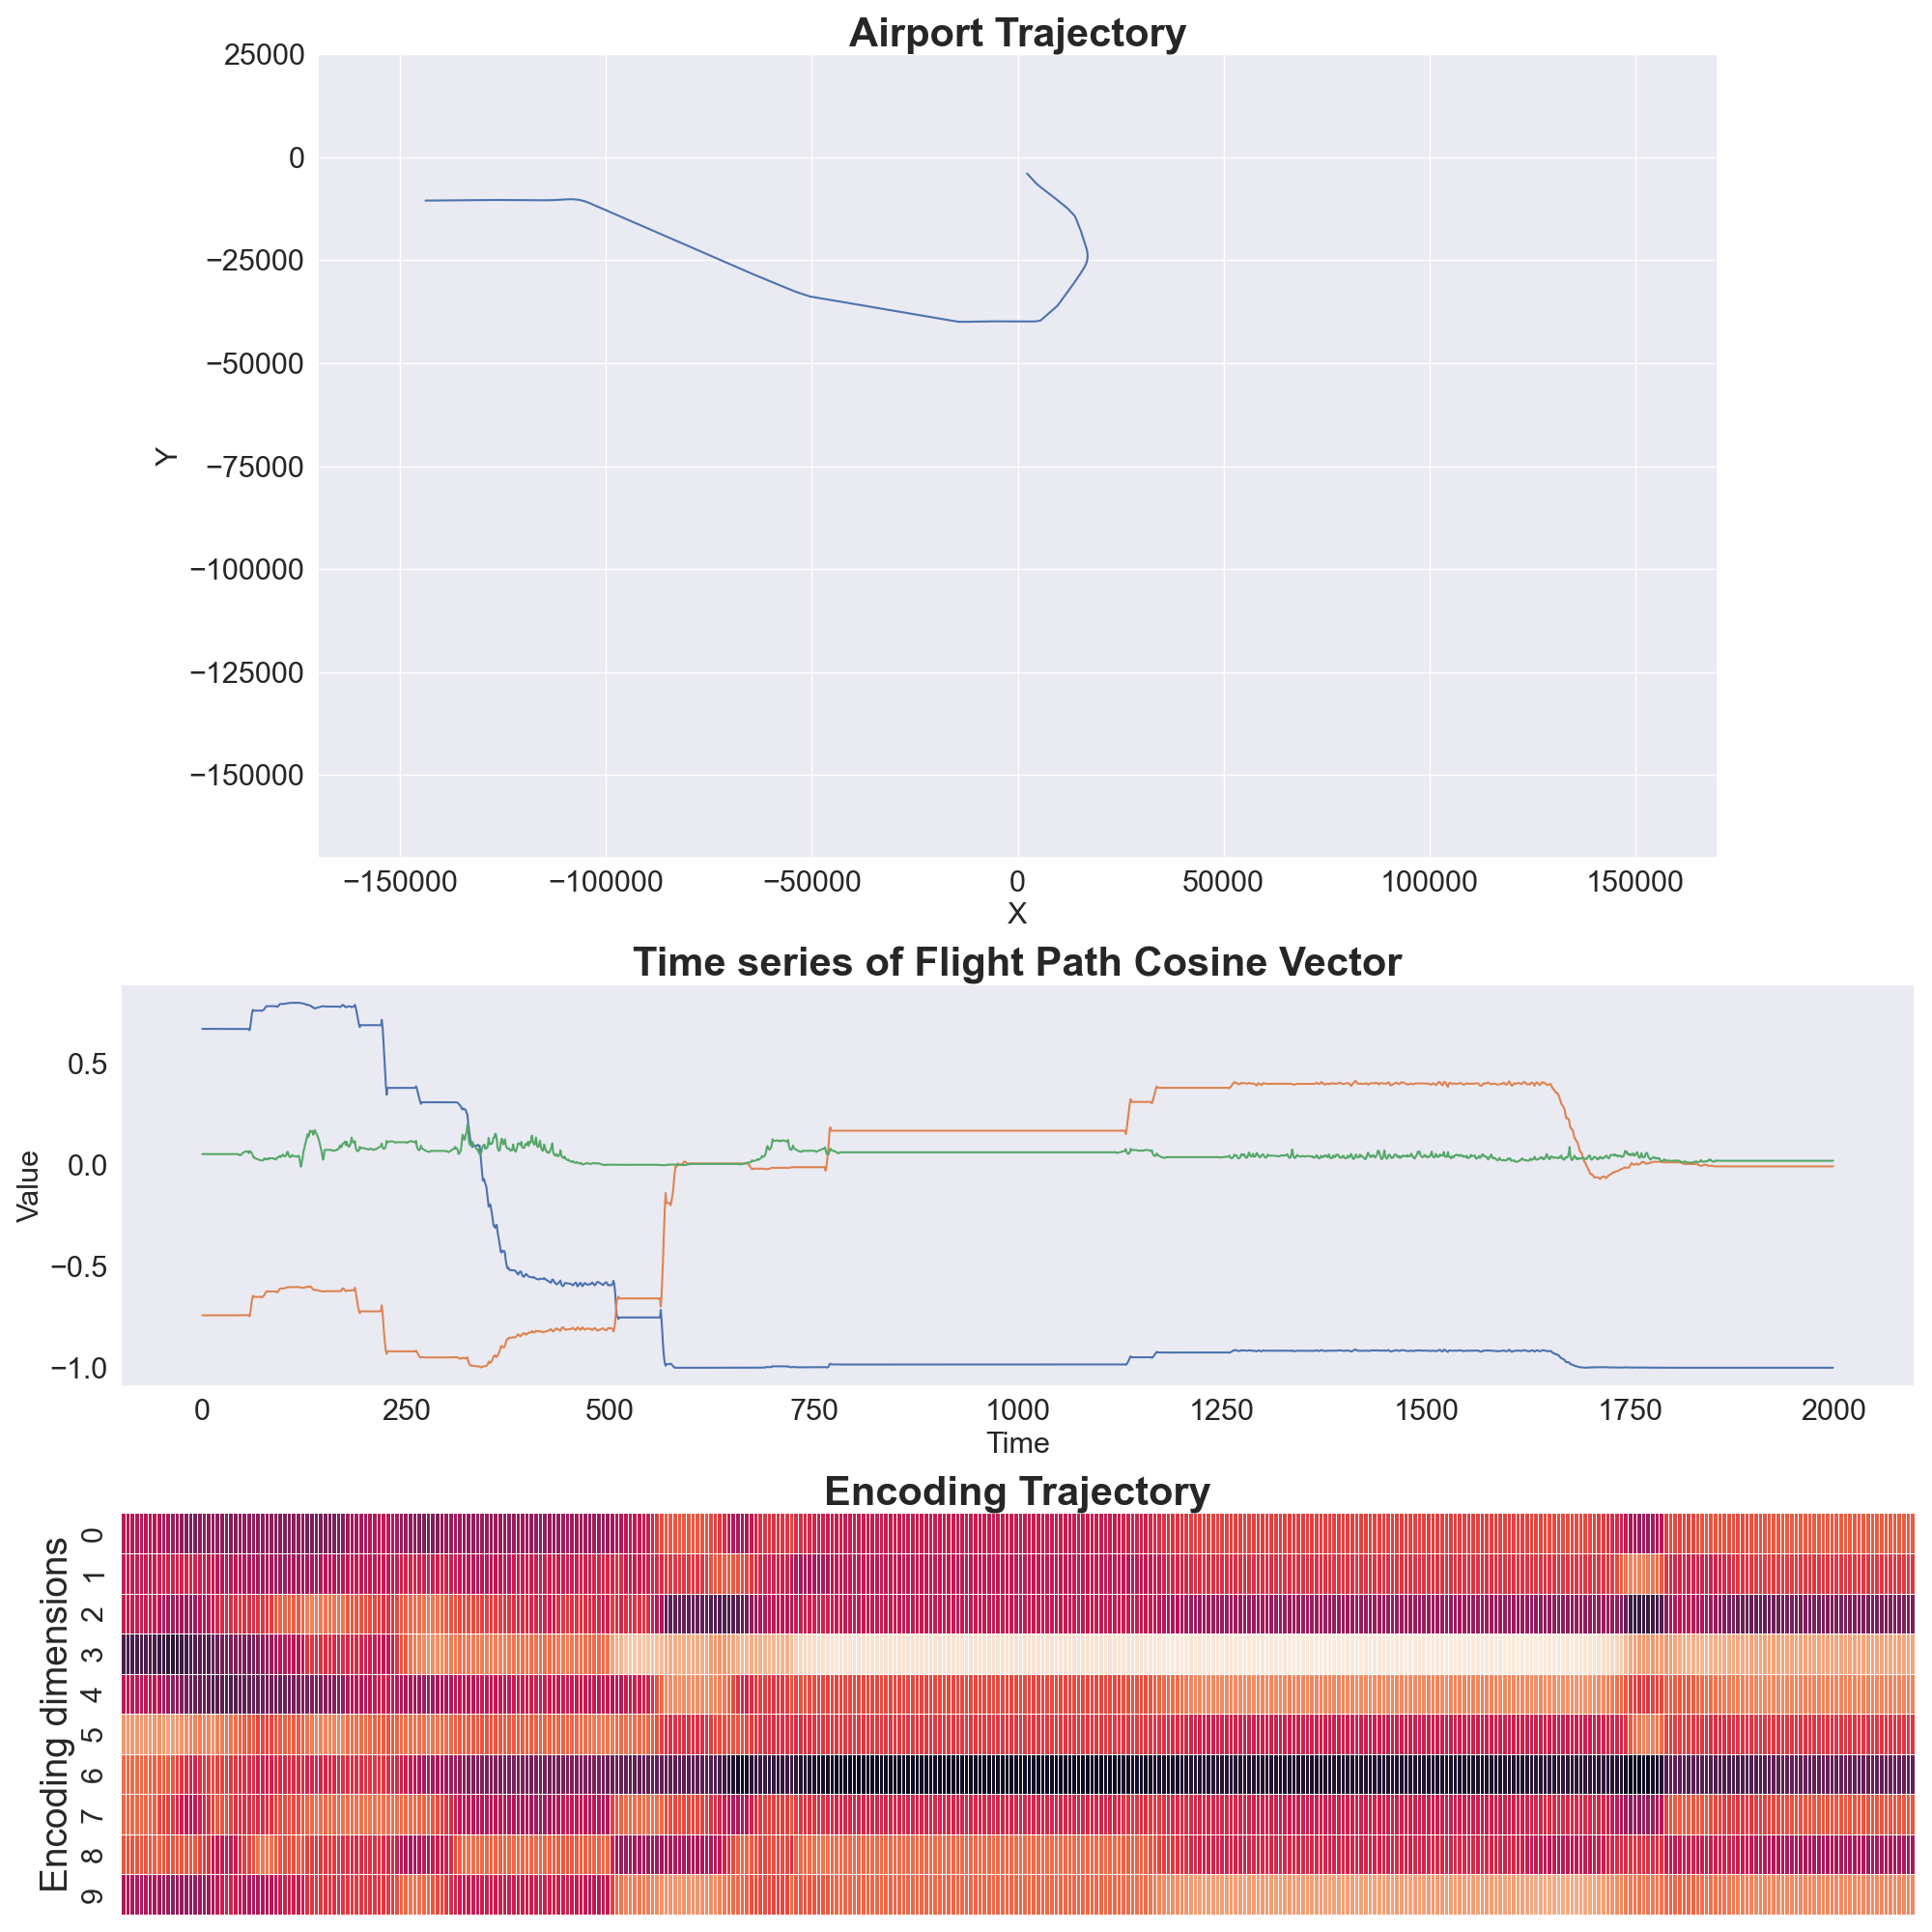 Airport Trajectory
25000
0
−25000
−50000
−75000
−100000
−125000
−150000
Y
−150000 −100000 −50000 0 50000 100000 150000
X
Time series of Flight Path Cosine Vector
0.5
0.0
−0.5
−1.0
Value
0 250 500 750 1000 1250 1500 1750 2000
Time
Encoding Trajectory
0
1
2
3
4
5
6
7
8
9
Encoding dimensions